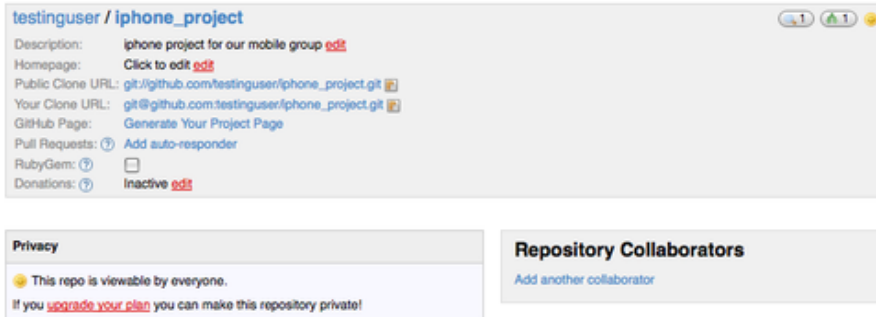 testinguser / iphone_project
1 1
Description: iphone project for our mobile group edit
Homepage: Click to edit edit
Public Clone URL: git://github.com/testinguser/iphone_project.git
Your Clone URL: git@github.com:testinguser/iphone_project.git
GitHub Page: Generate Your Project Page
Pull Requests: ? Add auto-responder
RubyGem: ?
Donations: ? Inactive edit
Privacy
This repo is viewable by everyone.
If you upgrade your plan you can make this repository private!
Repository Collaborators
Add another collaborator